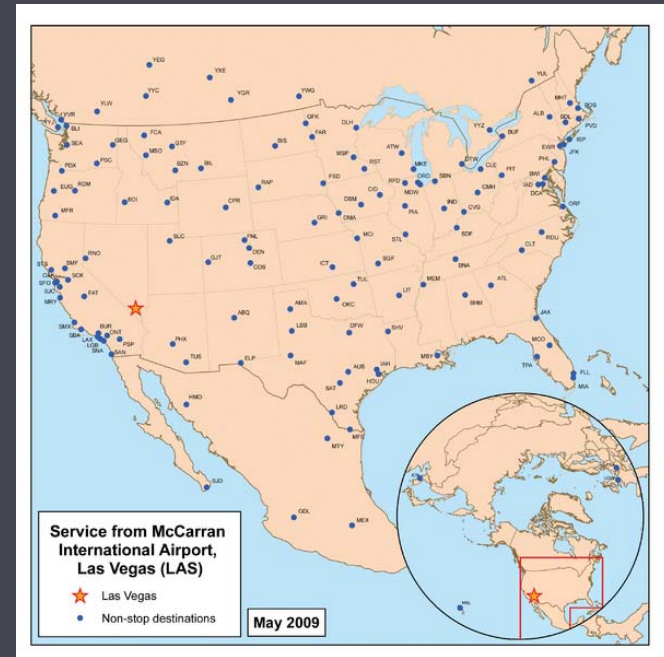 YEG
YXE
YYC
YQR
YWG
YLW
YUL
YVR
YYJ
BLI
SEA
GEG
FCA
MSO
GTF
GFK
FAR
DLH
YYZ
BUF
ALB
MHT
BOS
BDL
PVD
ISP
PSC
PDX
BZN
BIL
BIS
MSP
ATW
RST
MKE
DTW
EWR
JFK
PHL
EUG
RDM
MFR
BOI
IDA
RAP
FSD
RFD
ORD
MDW
SBN
CLE
PIT
BWI
IAD
DCA
CPR
CID
DSM
OMA
GRI
PIA
IND
CMH
CVG
ORF
RNO
SLC
FNL
DEN
COS
GJT
MCI
STL
SDF
RDU
STS
SMF
OAK
SFO
SCK
SJC
MRY
FAT
ICT
SGF
BNA
CLT
TUL
MEM
ATL
LIT
BHM
SMX
SBA
BUR
ONT
LAX
LGB
SNA
PSP
SAN
PHX
TUS
ABQ
ELP
AMA
LBB
MAF
OKC
DFW
SHV
JAX
MCO
TPA
FLL
MIA
MSY
AUS
IAH
HOU
SAT
LRD
MFE
MTY
HMO
SJD
GDL
MEX
Service from McCarran
International Airport,
Las Vegas (LAS)
Las Vegas
Non-stop destinations
May 2009